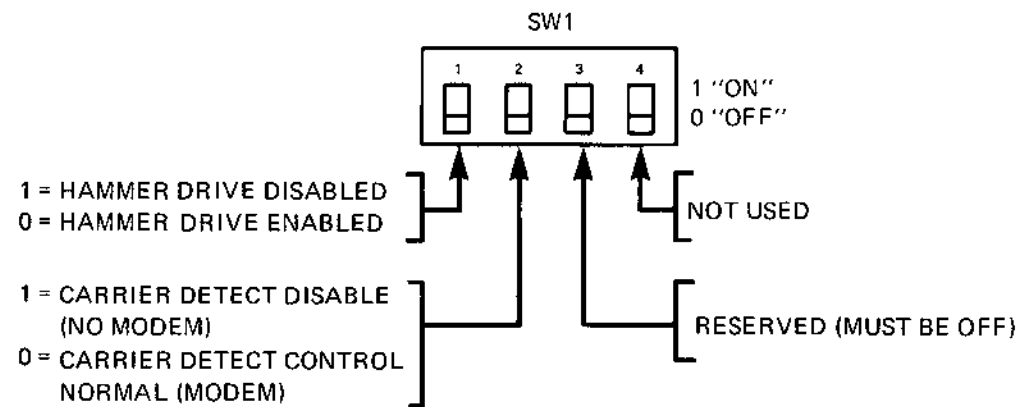 SW1
1 2 3 4
1 "ON"
0 "OFF"
1 = HAMMER DRIVE DISABLED
0 = HAMMER DRIVE ENABLED
NOT USED
1 = CARRIER DETECT DISABLE
(NO MODEM)
0 = CARRIER DETECT CONTROL
NORMAL (MODEM)
RESERVED (MUST BE OFF)